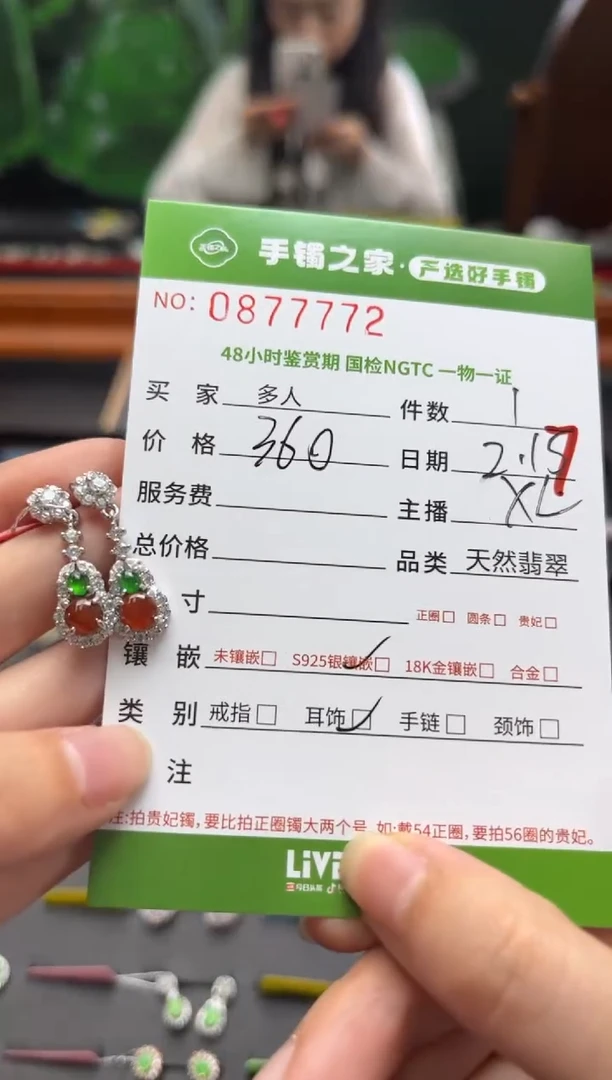 手镯之家·严选好手镯
NO: 0877772
48小时鉴赏期 国检NGTC 一物一证
买 家 多人 件数 1
价 格 360 日期 2.15
服务费 主播 XL
总价格 品类 天然翡翠
寸 正圈□ 圆条□ 贵妃□
镶 嵌 未镶嵌□ S925银镶嵌□ 18K金镶嵌□ 合金□
类 别 戒指□ 耳饰□ 手链□ 颈饰□
注
注:拍贵妃镯,要比拍正圈镯大两个号,如:戴54正圈,要拍56圈的贵妃。
今日头条